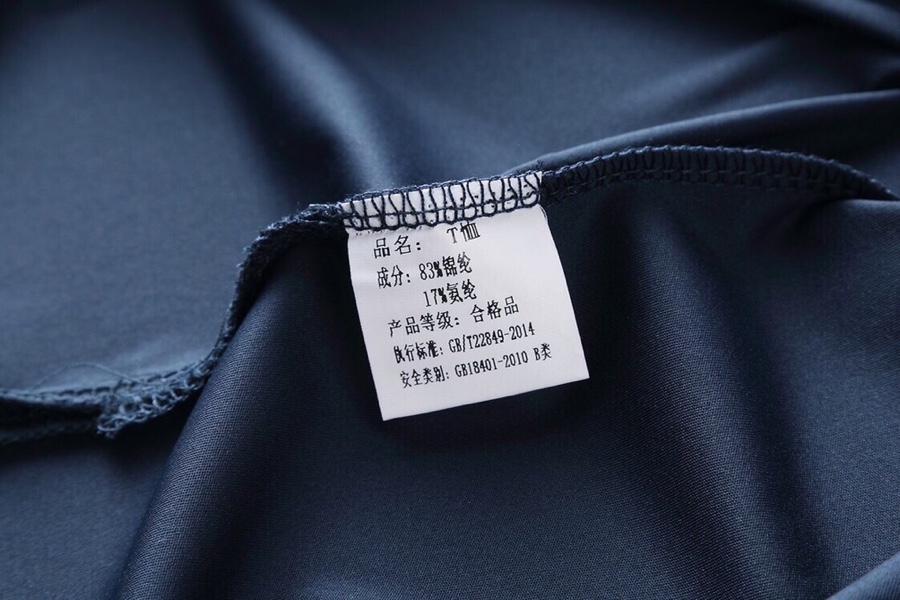 品名： T恤
成分：83%锦纶
17%氨纶
产品等级：合格品
执行标准：GB/T22849-2014
安全类别：GB18401-2010 B类